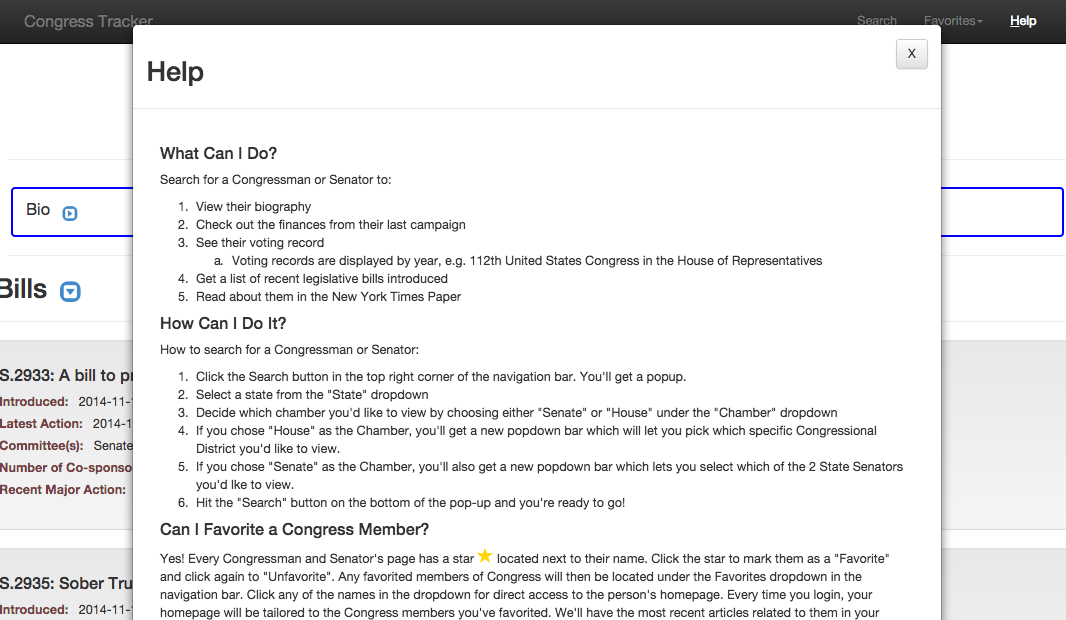 Congress Tracker
Search Favorites Help
Help
X
What Can I Do?
Search for a Congressman or Senator to:
1. View their biography
2. Check out the finances from their last campaign
3. See their voting record
a. Voting records are displayed by year, e.g. 112th United States Congress in the House of Representatives
4. Get a list of recent legislative bills introduced
5. Read about them in the New York Times Paper
How Can I Do It?
How to search for a Congressman or Senator:
1. Click the Search button in the top right corner of the navigation bar. You'll get a popup.
2. Select a state from the "State" dropdown
3. Decide which chamber you'd like to view by choosing either "Senate" or "House" under the "Chamber" dropdown
4. If you chose "House" as the Chamber, you'll get a new popdown bar which will let you pick which specific Congressional
District you'd like to view.
5. If you chose "Senate" as the Chamber, you'll also get a new popdown bar which lets you select which of the 2 State Senators
you'd lke to view.
6. Hit the "Search" button on the bottom of the pop-up and you're ready to go!
Can I Favorite a Congress Member?
Yes! Every Congressman and Senator's page has a star located next to their name. Click the star to mark them as a "Favorite"
and click again to "Unfavorite". Any favorited members of Congress will then be located under the Favorites dropdown in the
navigation bar. Click any of the names in the dropdown for direct access to the person's homepage. Every time you login, your
homepage will be tailored to the Congress members you've favorited. We'll have the most recent articles related to them in your
Bio
Bills
S.2933: A bill to
Introduced: 2014-11-
Latest Action: 2014-
Committee(s): Senate
Number of Co-sponso
Recent Major Action:
S.2935: Sober Tru
Introduced: 2014-11-